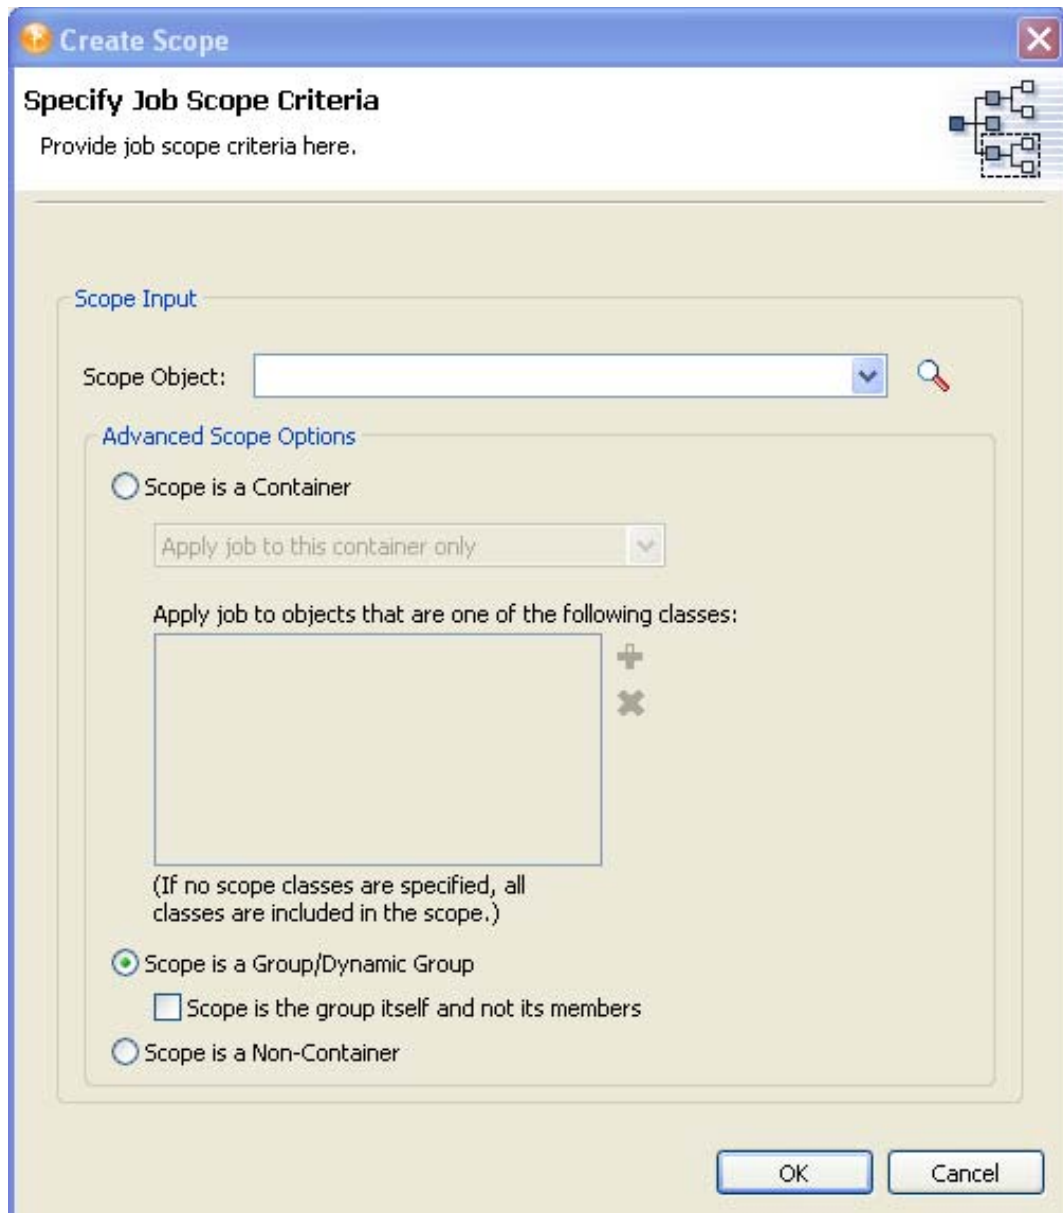 Create Scope
Specify Job Scope Criteria
Provide job scope criteria here.
Scope Input
Scope Object:
Advanced Scope Options
Scope is a Container
Apply job to this container only
Apply job to objects that are one of the following classes:
(If no scope classes are specified, all
classes are included in the scope.)
Scope is a Group/Dynamic Group
Scope is the group itself and not its members
Scope is a Non-Container
OK Cancel